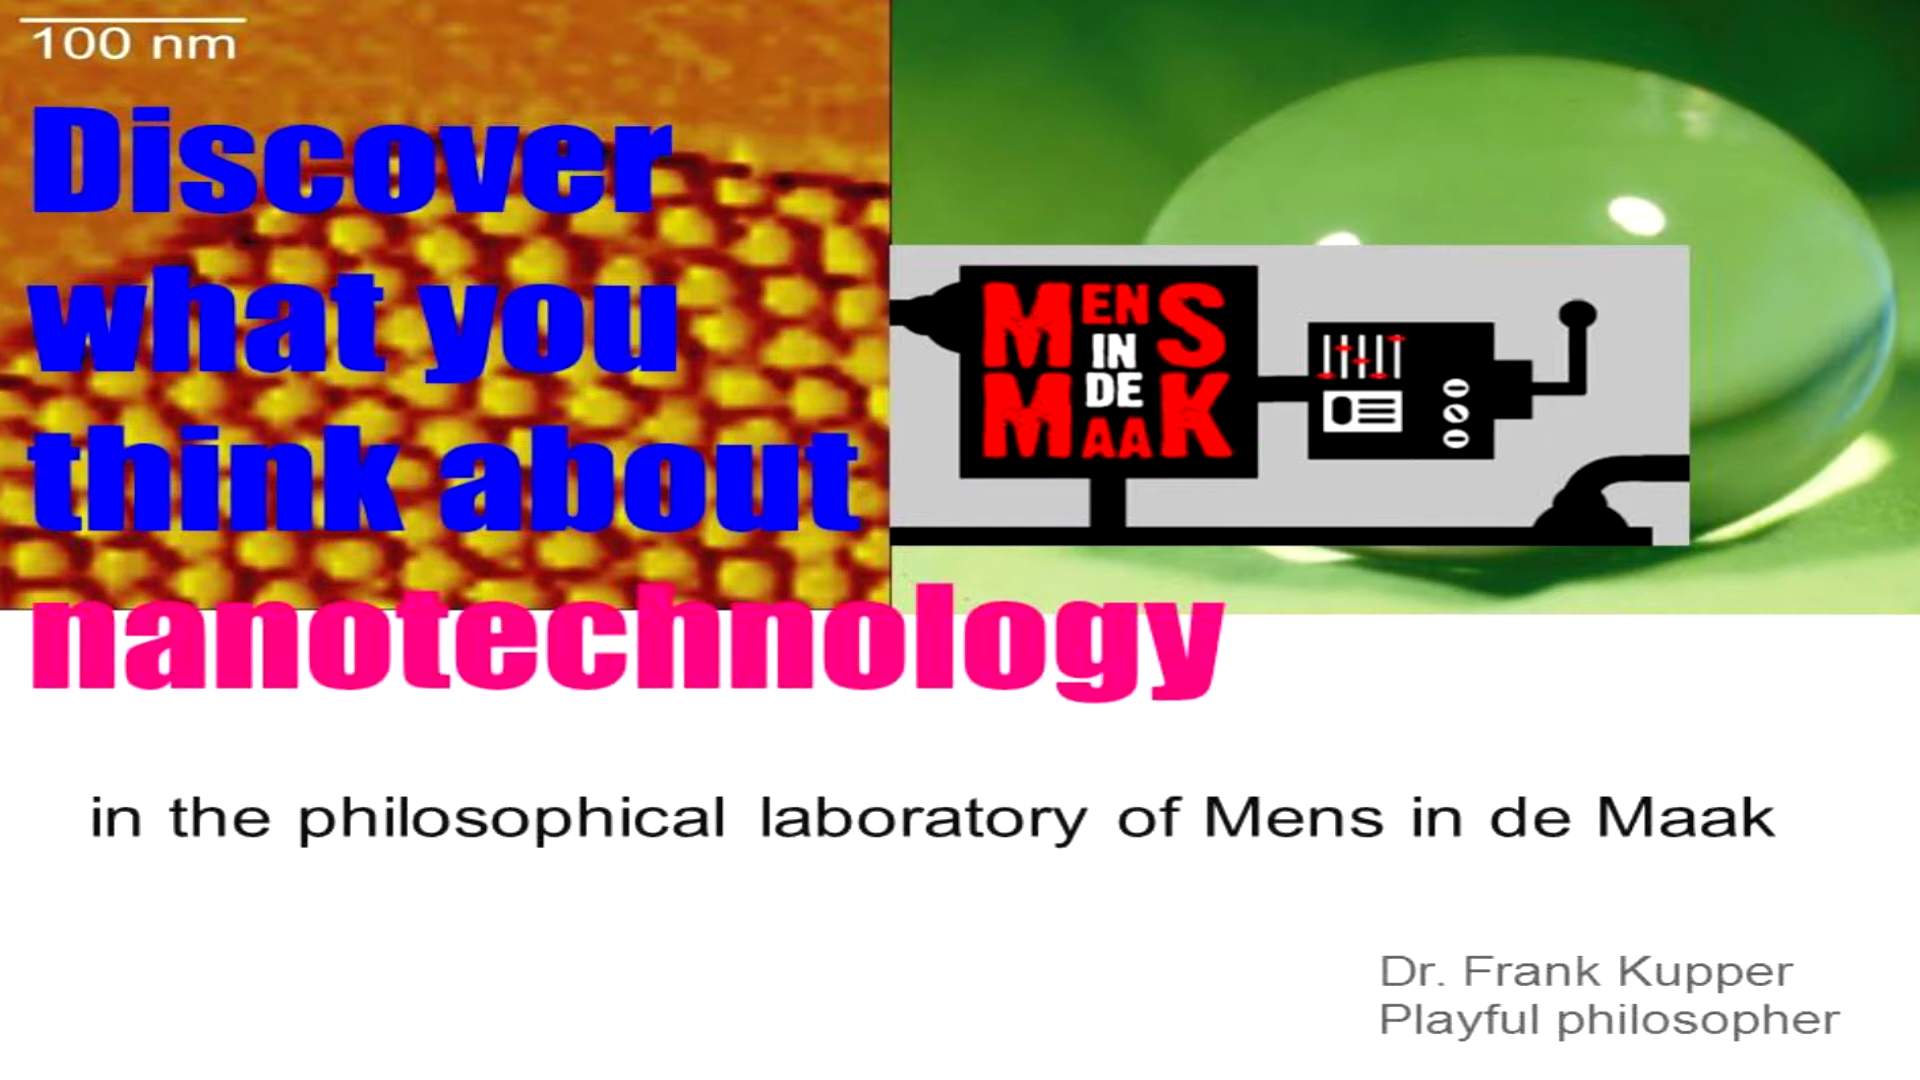 100 nm
Discover
what you
think about
nanotechnology
MENS
IN
DE
MAAK
in the philosophical laboratory of Mens in de Maak
Dr. Frank Kupper
Playful philosopher